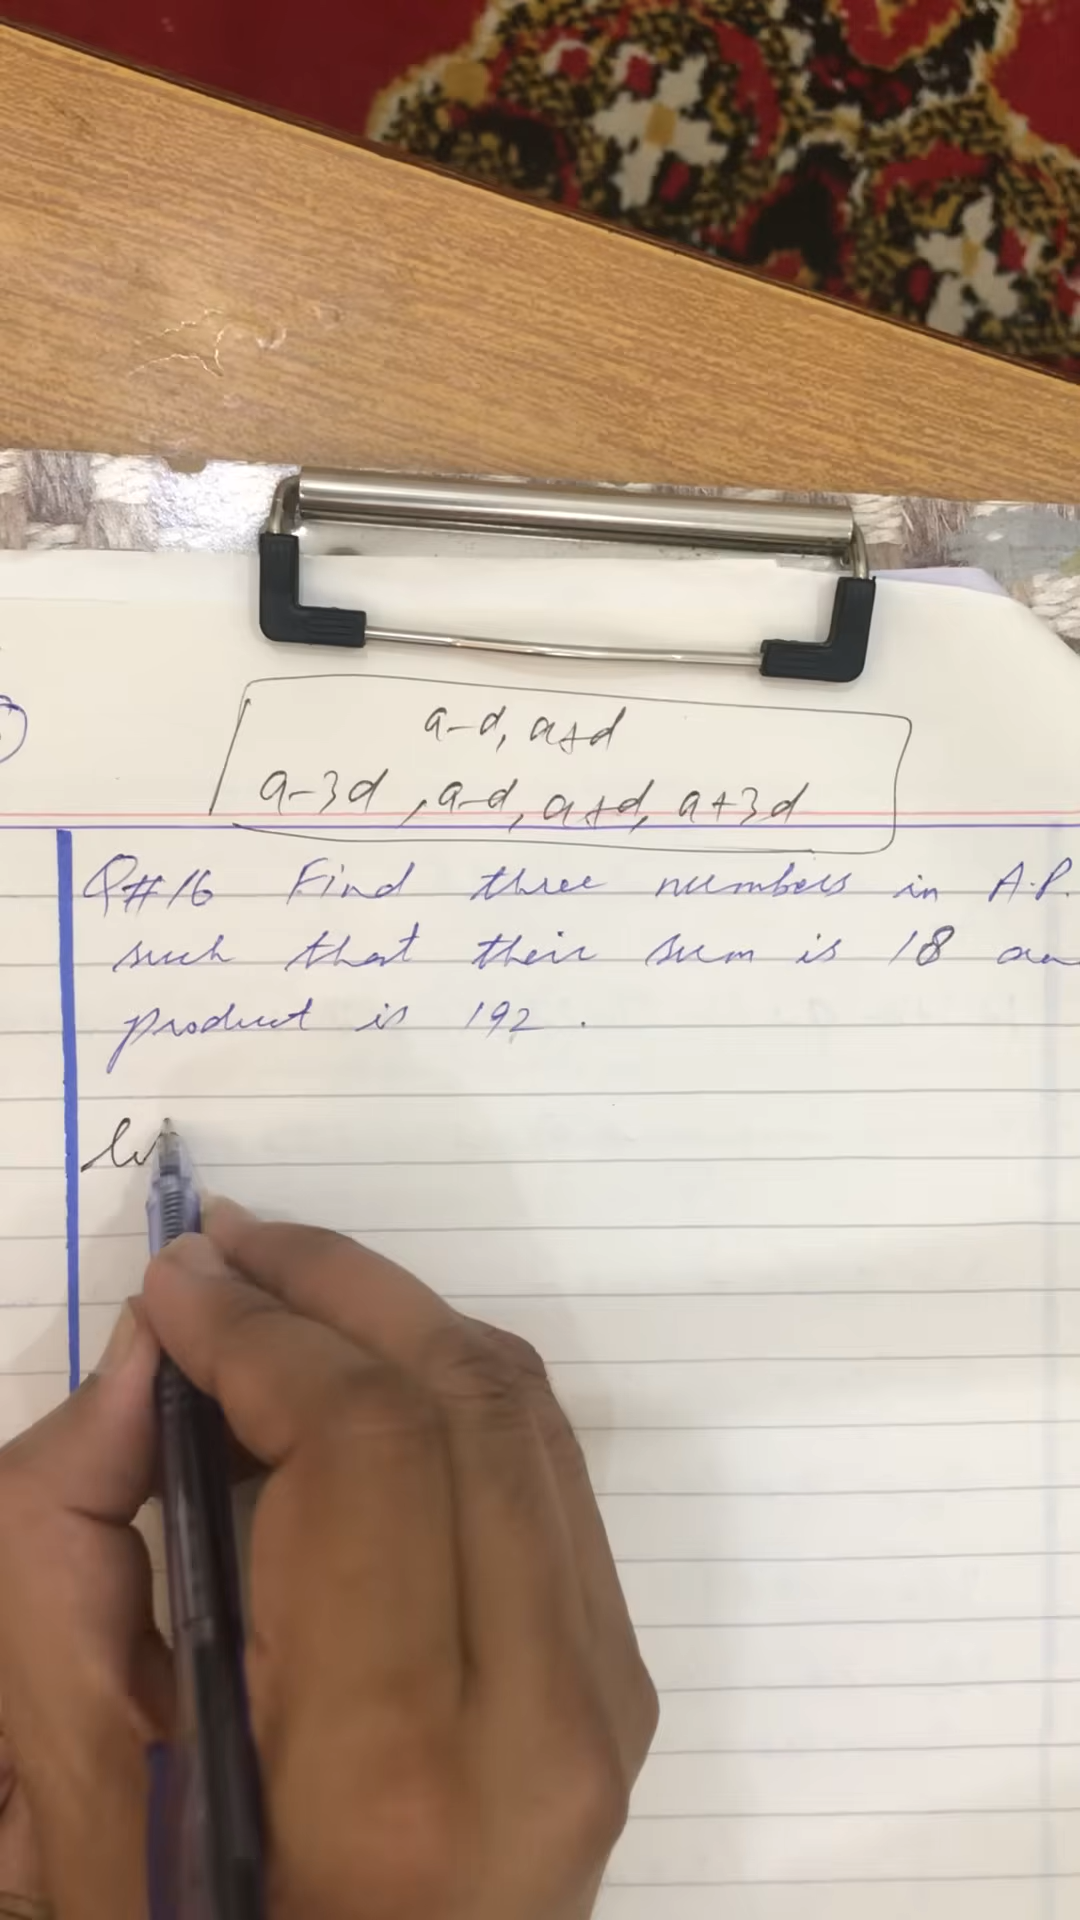 a-d, a+d
a-3d, a-d, a+d, a+3d
Q#16 Find three numbers in A.P.
such that their sum is 18
product is 192.